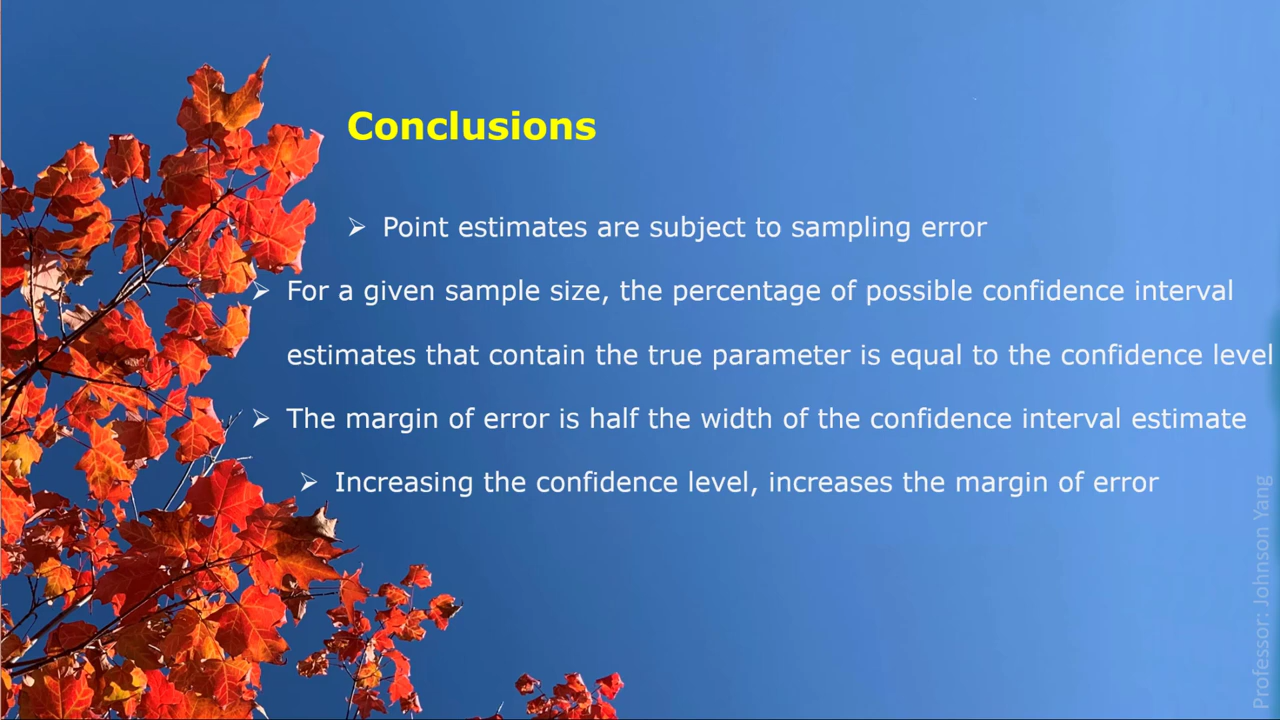 Conclusions
➢ Point estimates are subject to sampling error
➢ For a given sample size, the percentage of possible confidence interval
estimates that contain the true parameter is equal to the confidence level
➢ The margin of error is half the width of the confidence interval estimate
➢ Increasing the confidence level, increases the margin of error
Professor: Johnson Yang